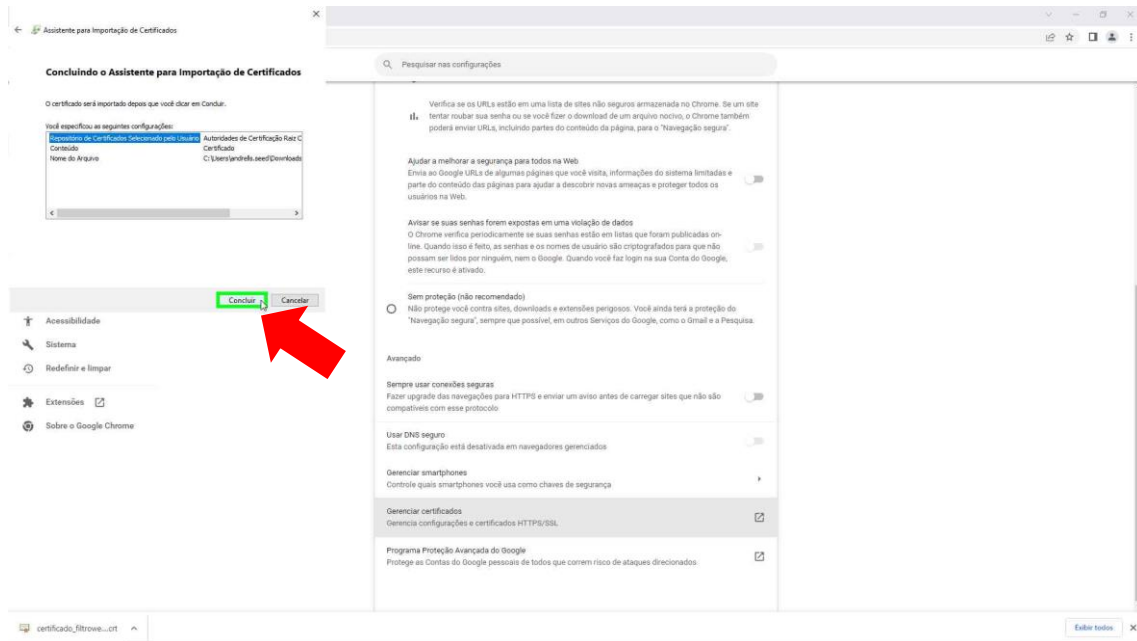 Assistente para Importação de Certificados
Concluindo o Assistente para Importação de Certificados
O certificado será importado depois que você clicar em Concluir.
Você especificou as seguintes configurações:
Repositório de Certificados Selecionado pelo Usuário Autoridades de Certificação Raiz C
Conteúdo Certificado
Nome do Arquivo C:\Users\andrells.seed\Downloads
Concluir Cancelar
Acessibilidade
Sistema
Redefinir e limpar
Extensões
Sobre o Google Chrome
Pesquisar nas configurações
Verifica se os URLs estão em uma lista de sites não seguros armazenada no Chrome. Se um site
tentar roubar sua senha ou se você fizer o download de um arquivo nocivo, o Chrome também
poderá enviar URLs, incluindo partes do conteúdo da página, para o "Navegação segura".
Ajudar a melhorar a segurança para todos na Web
Envia ao Google URLs de algumas páginas que você visita, informações do sistema limitadas e
parte do conteúdo das páginas para ajudar a descobrir novas ameaças e proteger todos os
usuários na Web.
Avisar se suas senhas forem expostas em uma violação de dados
O Chrome verifica periodicamente se suas senhas estão em listas que foram publicadas on-
line. Quando isso é feito, as senhas e os nomes de usuário são criptografados para que não
possam ser lidos por ninguém, nem o Google. Quando você faz login na sua Conta do Google,
este recurso é ativado.
Sem proteção (não recomendado)
Não protege você contra sites, downloads e extensões perigosos. Você ainda terá a proteção do
"Navegação segura", sempre que possível, em outros Serviços do Google, como o Gmail e a Pesquisa.
Avançado
Sempre usar conexões seguras
Fazer upgrade das navegações para HTTPS e enviar um aviso antes de carregar sites que não são
compatíveis com esse protocolo
Usar DNS seguro
Esta configuração está desativada em navegadores gerenciados
Gerenciar smartphones
Controle quais smartphones você usa como chaves de segurança
Gerenciar certificados
Gerencia configurações e certificados HTTPS/SSL
Programa Proteção Avançada do Google
Protege as Contas do Google pessoais de todos que correm risco de ataques direcionados
certificado_filtrowe....crt
Exibir todos